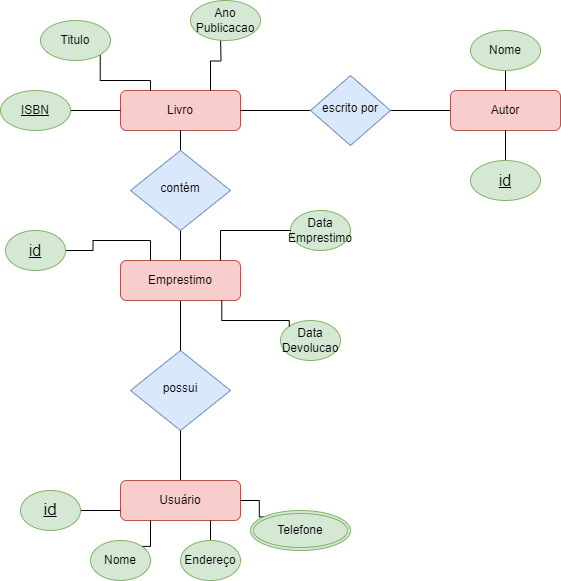 Ano
Publicacao
Titulo
Nome
ISBN
Livro
escrito por
Autor
contém
id
Data
Emprestimo
id
Emprestimo
Data
Devolucao
possui
id
Usuário
Telefone
Nome
Endereço